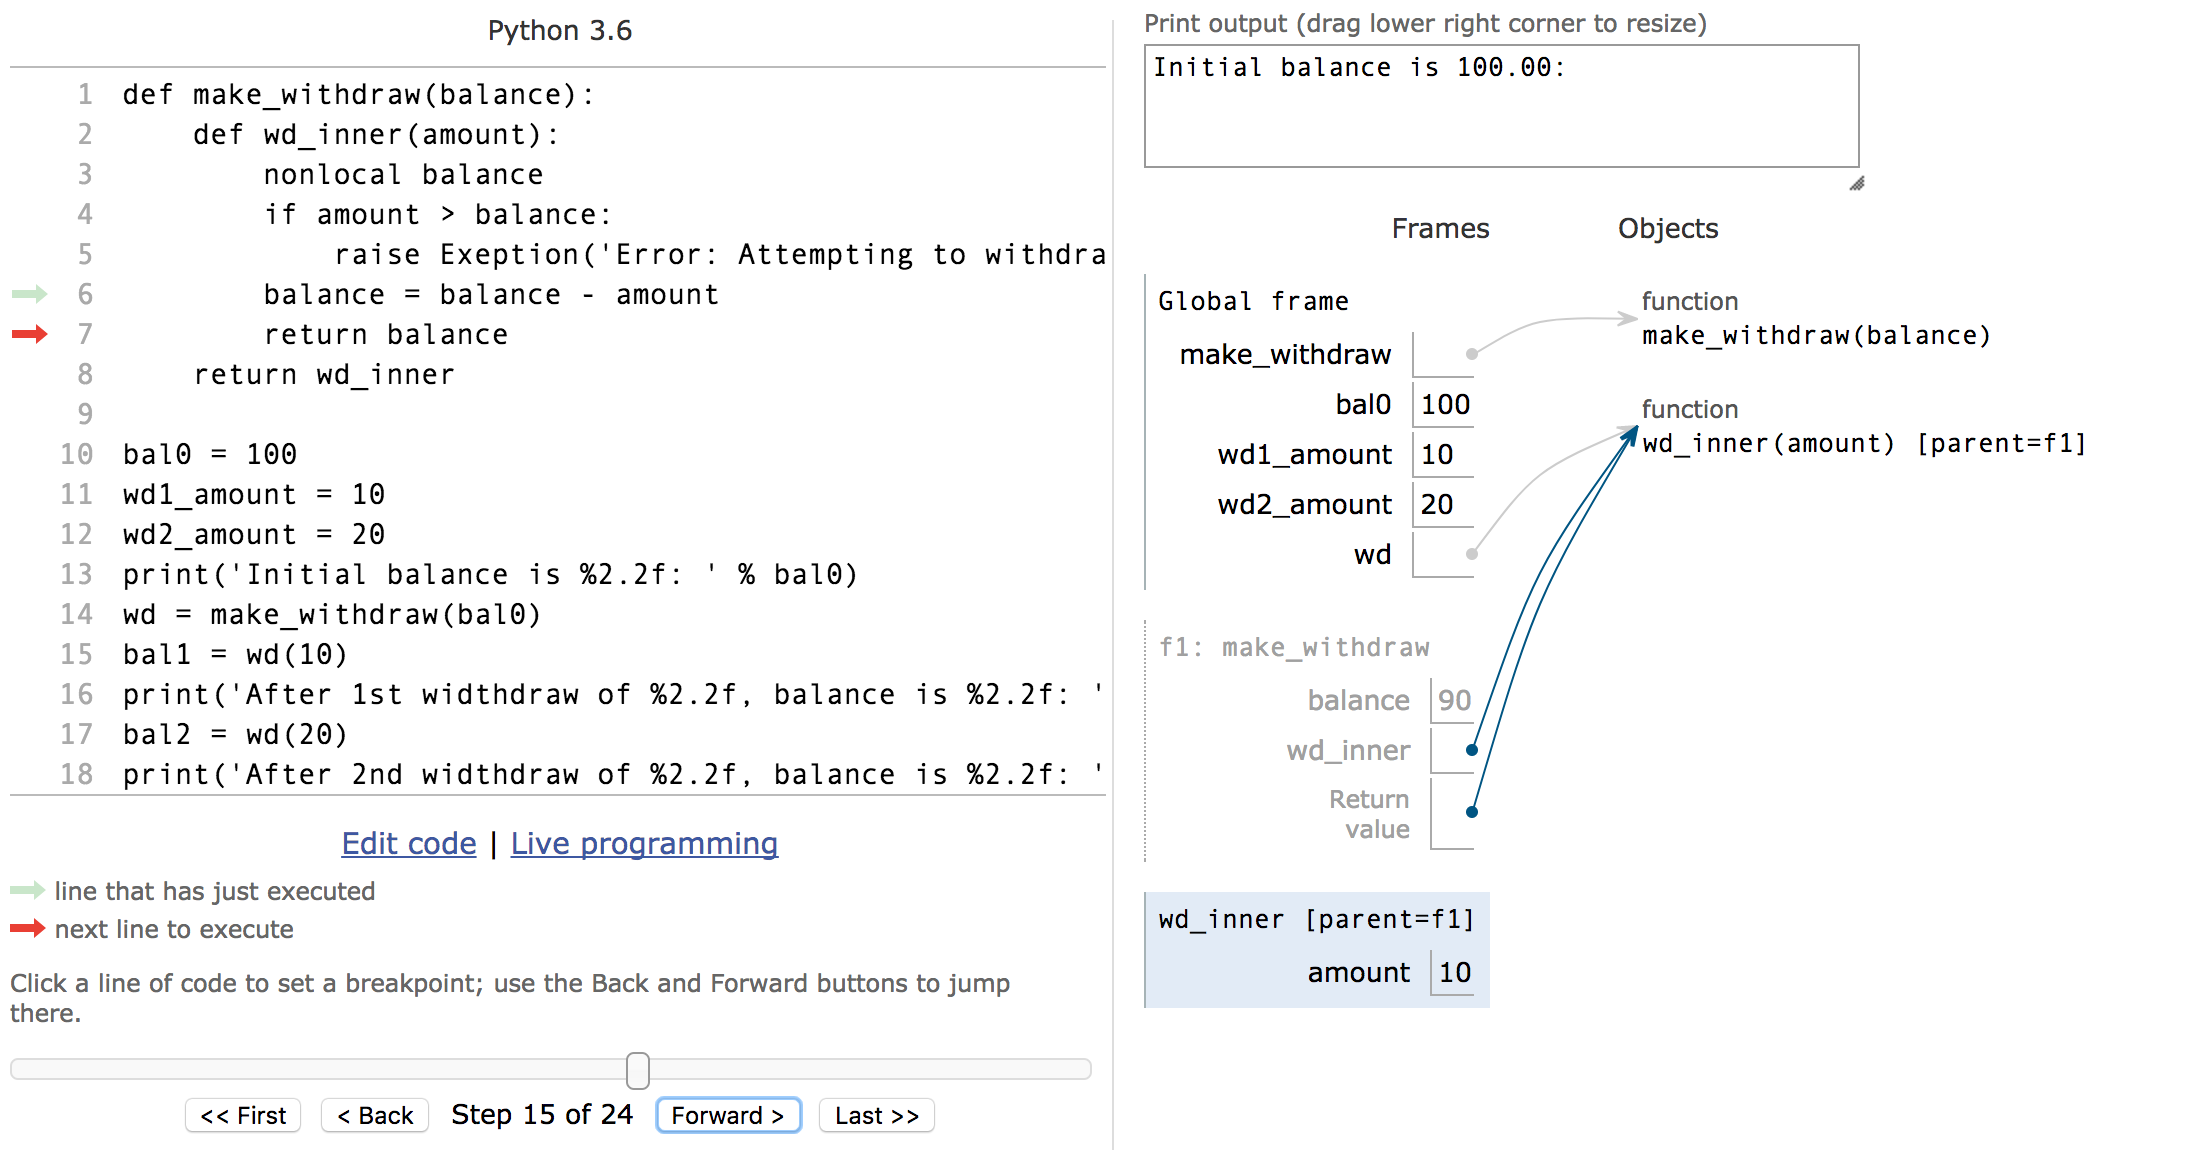 Python 3.6
1 def make_withdraw(balance):
2 def wd_inner(amount):
3 nonlocal balance
4 if amount > balance:
5 raise Exeption('Error: Attempting to withdra
6 balance = balance - amount
7 return balance
8 return wd_inner
9
10 bal0 = 100
11 wd1_amount = 10
12 wd2_amount = 20
13 print('Initial balance is %2.2f: ' % bal0)
14 wd = make_withdraw(bal0)
15 bal1 = wd(10)
16 print('After 1st widthdraw of %2.2f, balance is %2.2f: '
17 bal2 = wd(20)
18 print('After 2nd widthdraw of %2.2f, balance is %2.2f: '
Edit code | Live programming
line that has just executed
next line to execute
Click a line of code to set a breakpoint; use the Back and Forward buttons to jump
there.
<< First < Back Step 15 of 24 Forward > Last >>
Print output (drag lower right corner to resize)
Initial balance is 100.00:
Frames Objects
Global frame
make_withdraw
bal0 100
wd1_amount 10
wd2_amount 20
wd
function
make_withdraw(balance)
function
wd_inner(amount) [parent=f1]
f1: make_withdraw
balance 90
wd_inner
Return
value
wd_inner [parent=f1]
amount 10